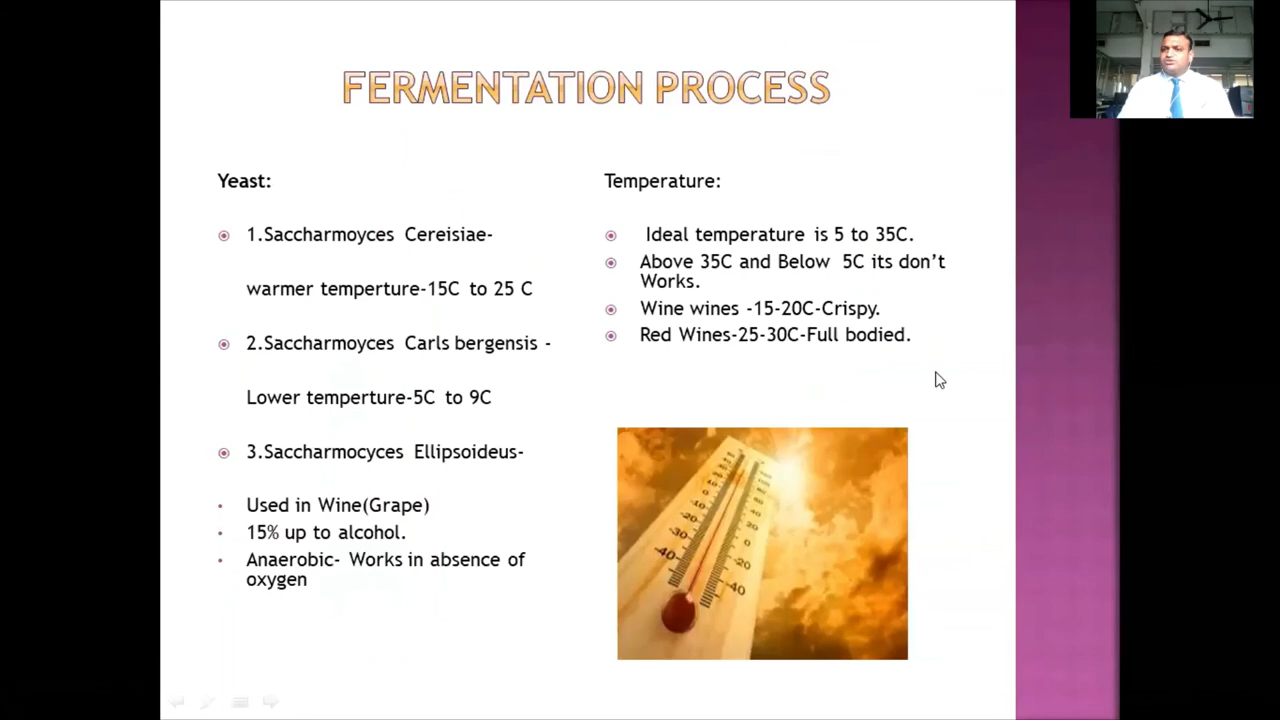 FERMENTATION PROCESS
Yeast:
1.Saccharmoyces Cereisiae-
warmer temperture-15C to 25 C
2.Saccharmoyces Carls bergensis -
Lower temperture-5C to 9C
3.Saccharmocyces Ellipsoideus-
Used in Wine(Grape)
15% up to alcohol.
Anaerobic- Works in absence of
oxygen
Temperature:
Ideal temperature is 5 to 35C.
Above 35C and Below 5C its don't
Works.
Wine wines -15-20C-Crispy.
Red Wines-25-30C-Full bodied.